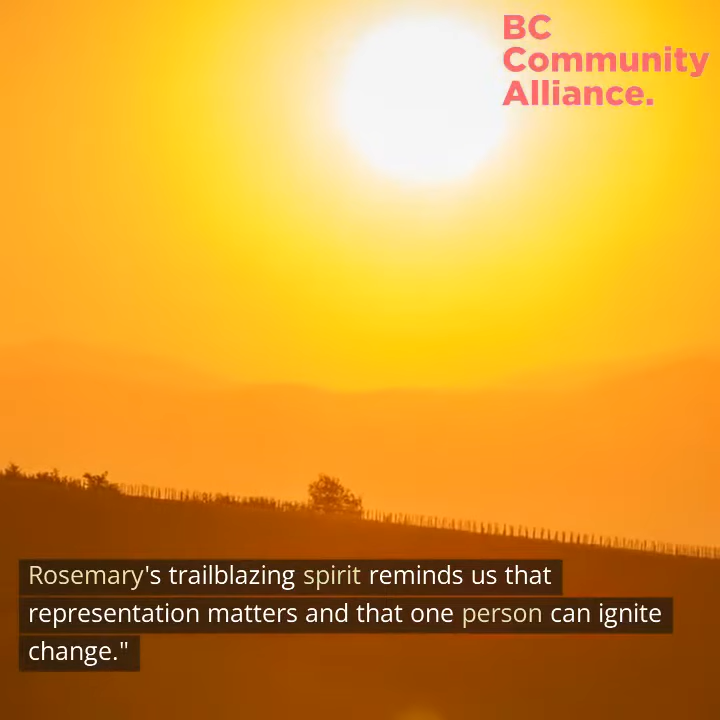 BC
Community
Alliance.
Rosemary's trailblazing spirit reminds us that
representation matters and that one person can ignite
change."